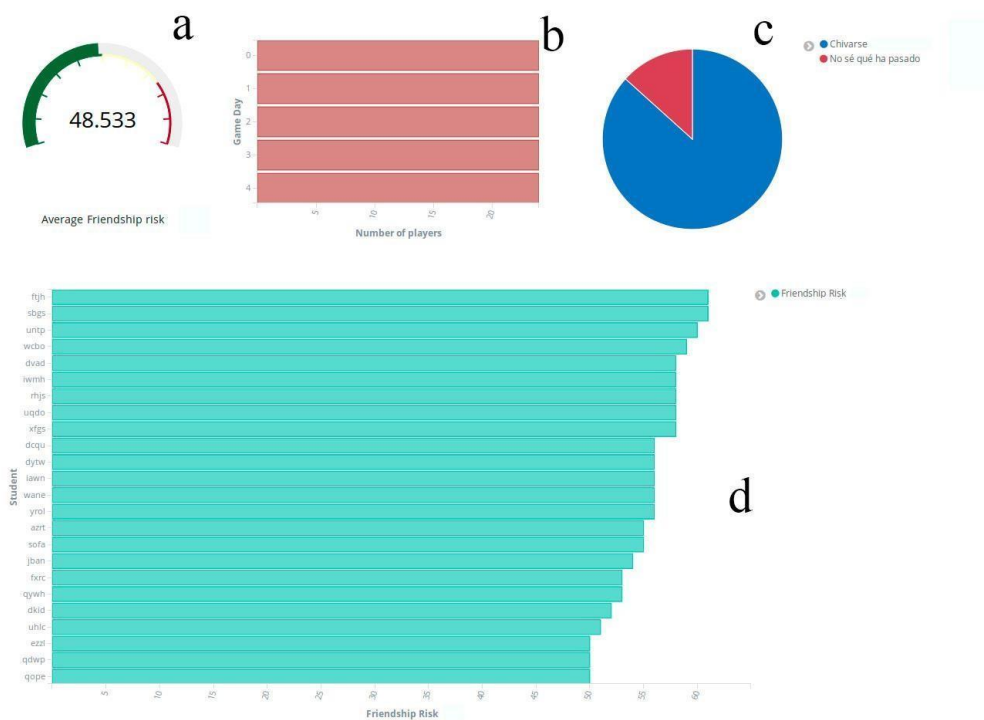 a
48.533
Average Friendship risk
b
Game Day
0
1
2
3
4
5
10
15
20
Number of players
c
Chivarse
No sé qué ha pasado
Friendship Risk
d
Student
ftjh
sbgs
untp
wcbo
dvad
iwmh
rhjs
uqdo
xfgs
dcqu
dytw
iawn
wane
yrol
azrt
sofa
jban
fxrc
qywh
dkid
uhlc
ezzl
qdwp
qope
5
10
15
20
25
30
35
40
45
50
55
60
Friendship Risk